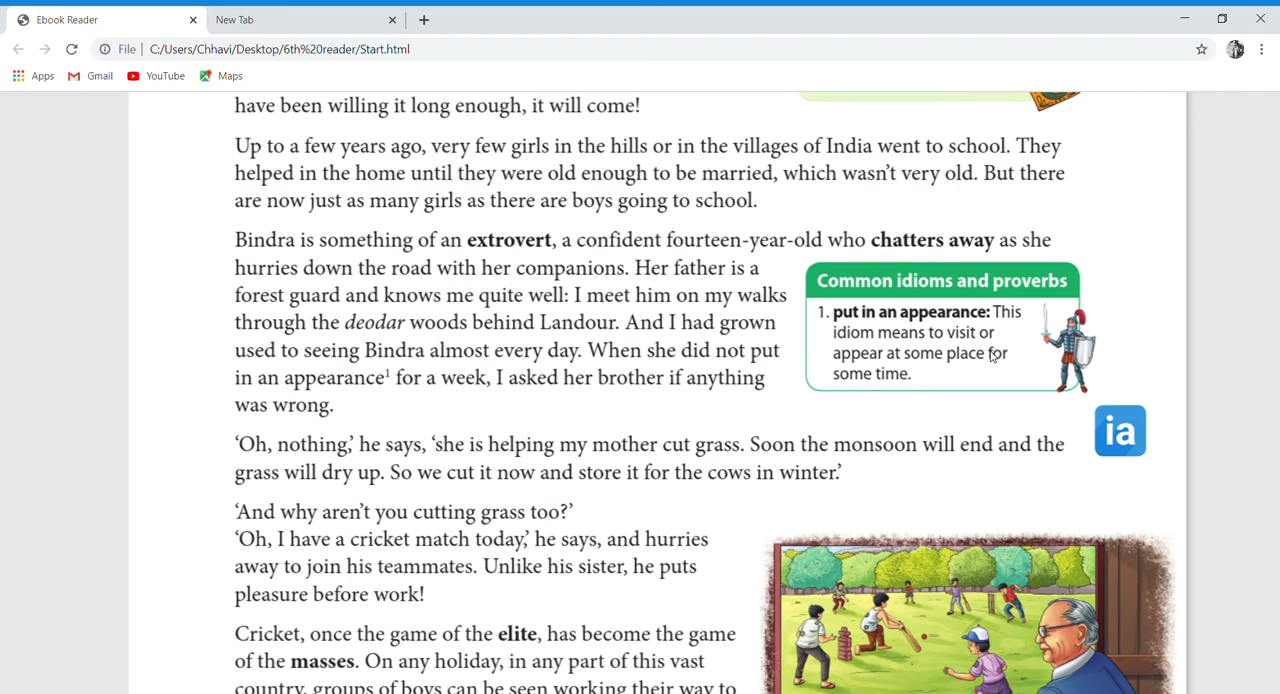 Ebook Reader
New Tab
File
C:/Users/Chhavi/Desktop/6th%20reader/Start.html
Apps
Gmail
YouTube
Maps
have been willing it long enough, it will come!
Up to a few years ago, very few girls in the hills or in the villages of India went to school. They
helped in the home until they were old enough to be married, which wasn't very old. But there
are now just as many girls as there are boys going to school.
Bindra is something of an extrovert, a confident fourteen-year-old who chatters away as she
hurries down the road with her companions. Her father is a
forest guard and knows me quite well: I meet him on my walks
through the deodar woods behind Landour. And I had grown
used to seeing Bindra almost every day. When she did not put
in an appearance¹ for a week, I asked her brother if anything
was wrong.
Common idioms and proverbs
1. put in an appearance: This
idiom means to visit or
appear at some place for
some time.
ia
‘Oh, nothing,’ he says, ‘she is helping my mother cut grass. Soon the monsoon will end and the
grass will dry up. So we cut it now and store it for the cows in winter.’
‘And why aren't you cutting grass too?’
‘Oh, I have a cricket match today,’ he says, and hurries
away to join his teammates. Unlike his sister, he puts
pleasure before work!
Cricket, once the game of the elite, has become the game
of the masses. On any holiday, in any part of this vast
country, groups of boys can be seen working their way to